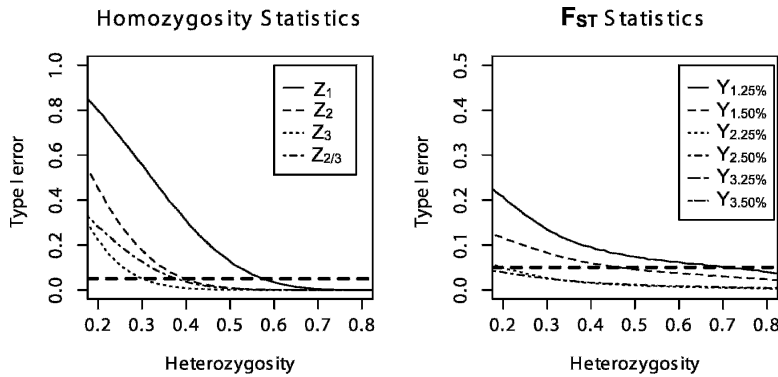 Homozygosity Statistics
Type I error
1.0
0.8
0.6
0.4
0.2
0.0
Z1
Z2
Z3
Z2/3
0.2 0.3 0.4 0.5 0.6 0.7 0.8
Heterozygosity
FST Statistics
Type I error
0.5
0.4
0.3
0.2
0.1
0.0
Y1.25%
Y1.50%
Y2.25%
Y2.50%
Y3.25%
Y3.50%
0.2 0.3 0.4 0.5 0.6 0.7 0.8
Heterozygosity